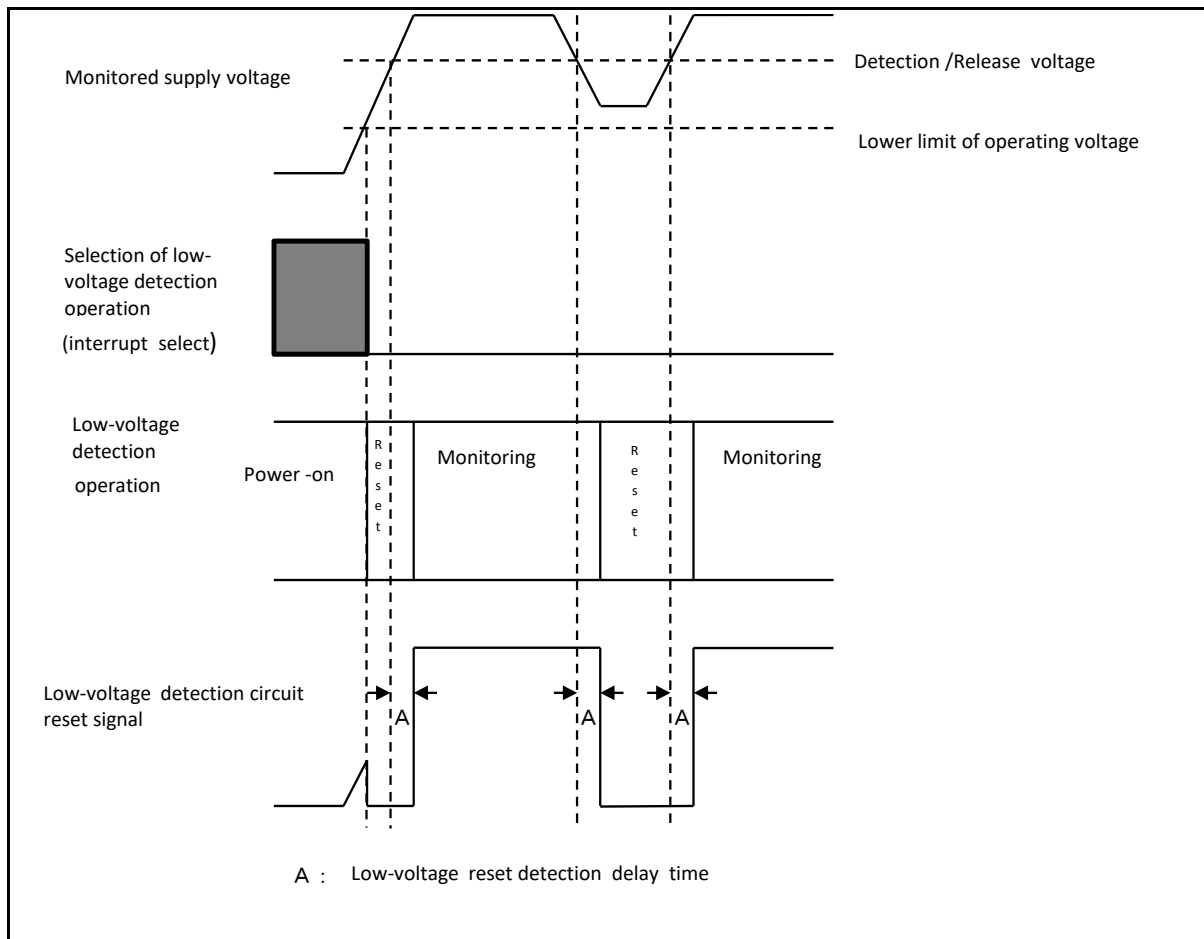 Monitored supply voltage
Detection /Release voltage
Lower limit of operating voltage
Selection of low-
voltage detection
operation
(interrupt select)
Low-voltage
detection
operation
Power -on
Reset
Monitoring
Reset
Monitoring
Low-voltage detection circuit
reset signal
A
A
A
A : Low-voltage reset detection delay time